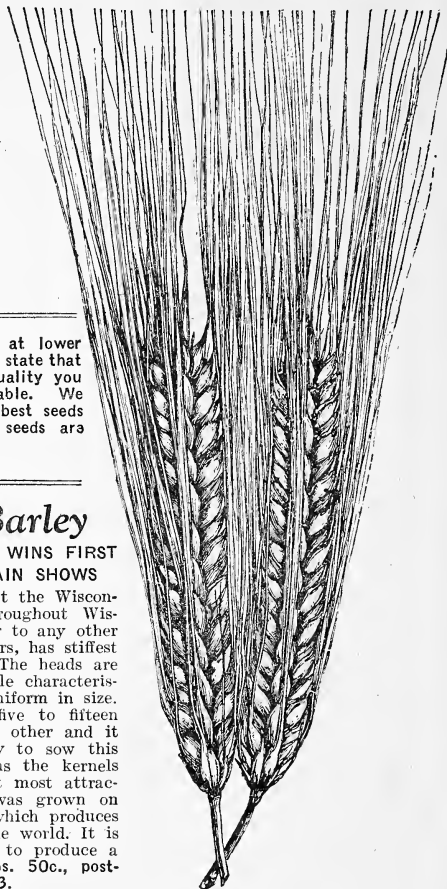 at lower
state that
uality you
able. We
best seeds
seeds are
Barley
WINS FIRST
AIN SHOWS
t the Wiscon-
roughout Wis-
r to any other
rs, has stiffest
The heads are
le characteris-
niform in size.
five to fifteen
other and it
y to sow this
as the kernels
t most attrac-
was grown on
which produces
e world. It is
to produce a
os. 50c., post-
3.